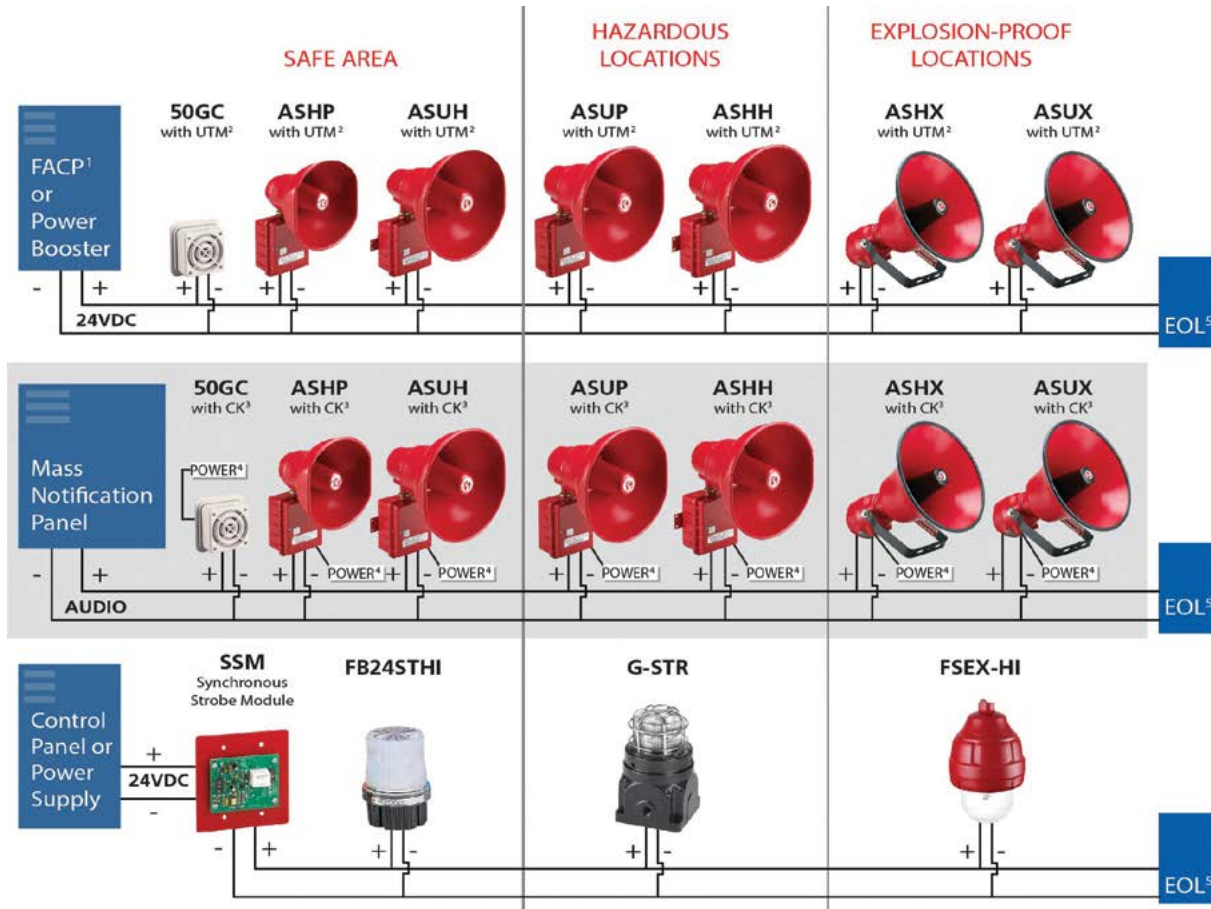 SAFE AREA
HAZARDOUS
LOCATIONS
EXPLOSION-PROOF
LOCATIONS
FACP¹
or
Power
Booster
50GC
with UTM²
ASHP
with UTM²
ASUH
with UTM²
ASUP
with UTM²
ASHH
with UTM²
ASHX
with UTM²
ASUX
with UTM²
- +
+ - + - + - + - + - + - + -
24VDC
EOL⁵
Mass
Notification
Panel
50GC
with CK³
ASHP
with CK³
ASUH
with CK³
ASUP
with CK³
ASHH
with CK³
ASHX
with CK³
ASUX
with CK³
POWER⁴
POWER⁴
POWER⁴
POWER⁴
POWER⁴
POWER⁴
POWER⁴
- +
+ - + - + - + - + - + - + -
AUDIO
EOL⁵
Control
Panel or
Power
Supply
+
24VDC
-
SSM
Synchronous
Strobe Module
FB24STHI
G-STR
FSEX-HI
- + + - + - + -
EOL⁵